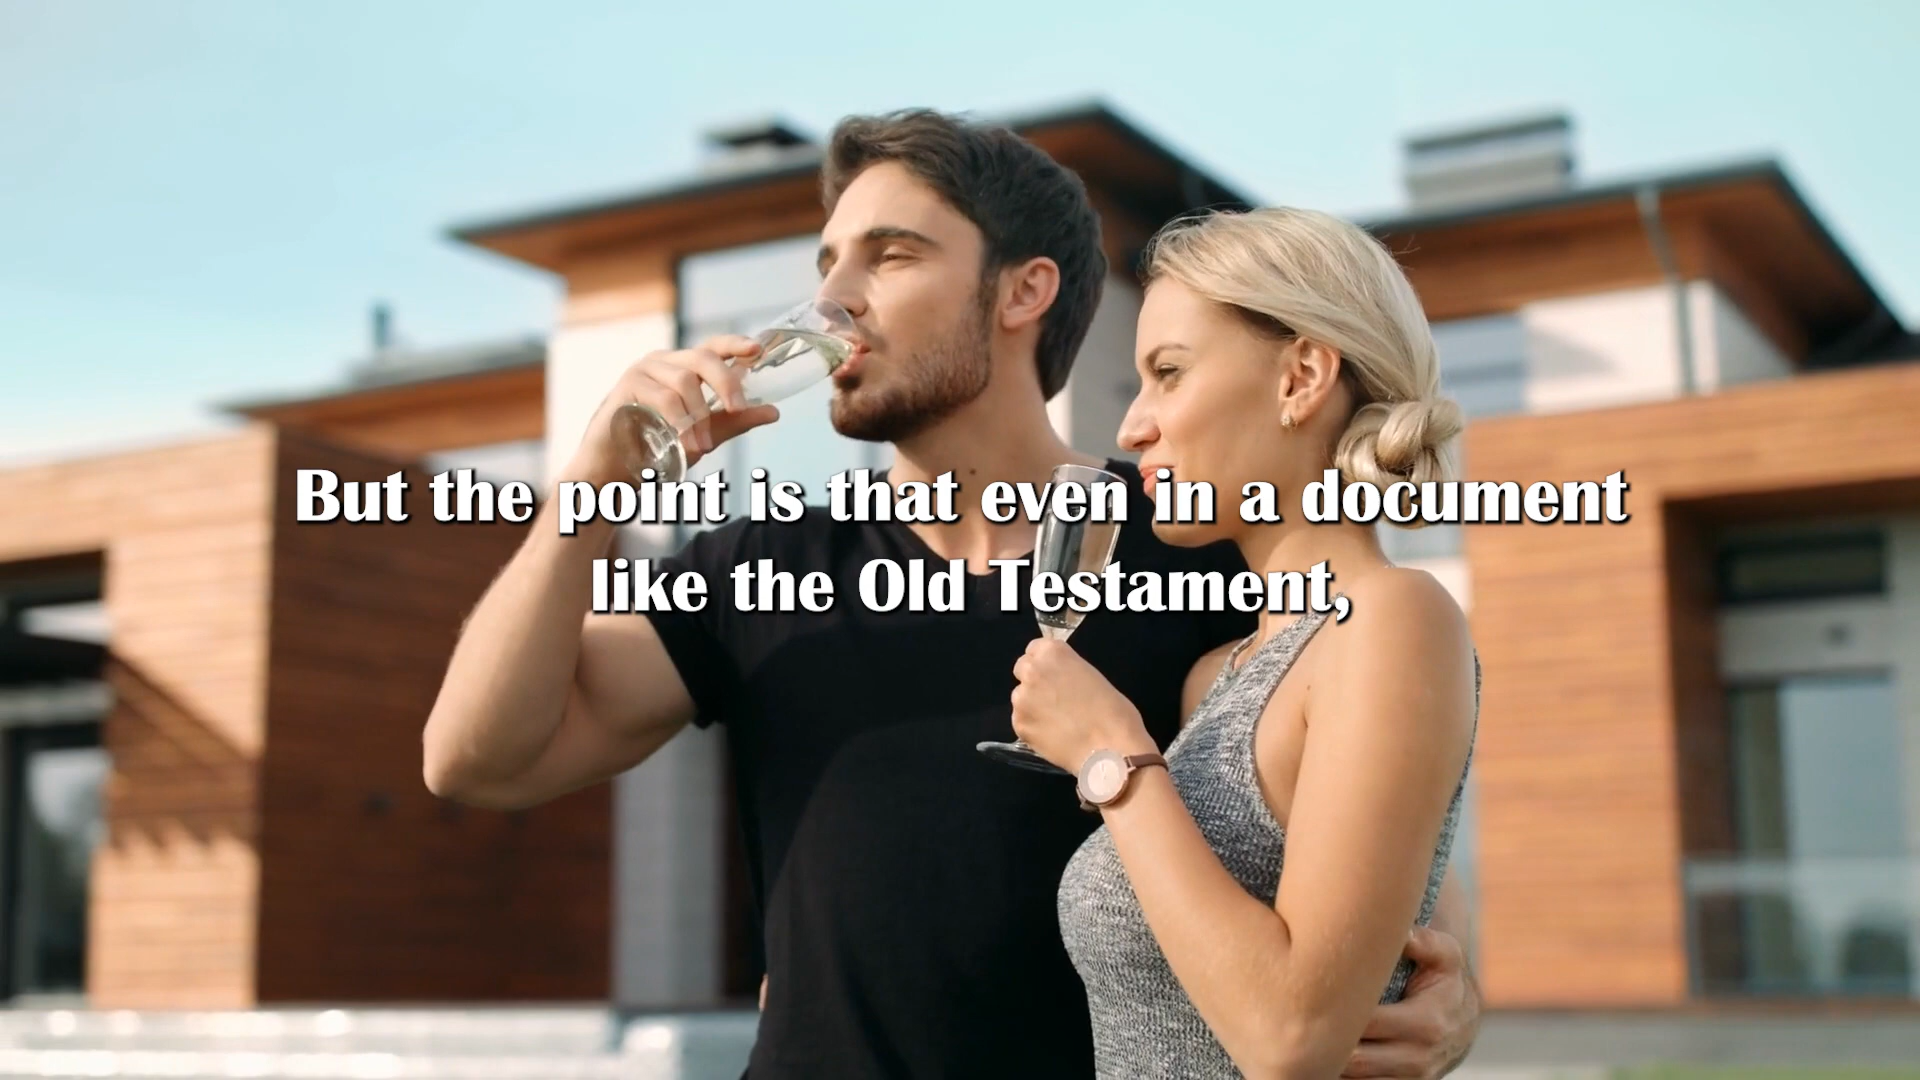 But the point is that even in a document
like the Old Testament,